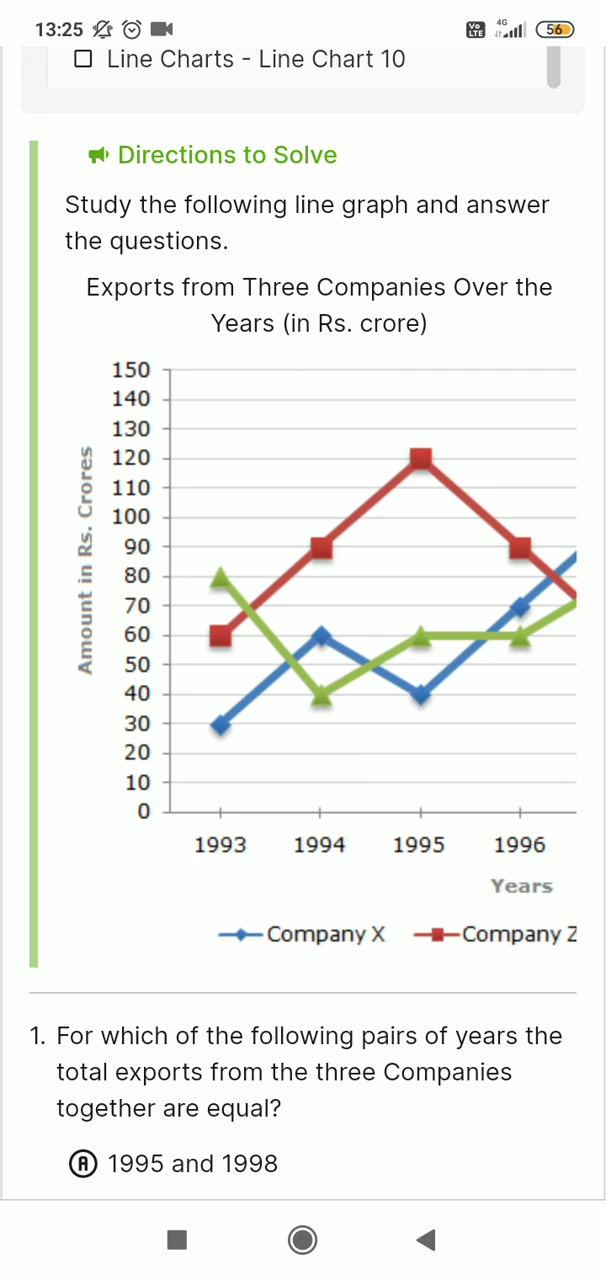 13:25 Vo LTE 4G 56
Line Charts - Line Chart 10
Directions to Solve
Study the following line graph and answer
the questions.
Exports from Three Companies Over the
Years (in Rs. crore)
150
140
130
120
110
100
90
80
70
60
50
40
30
20
10
0
Amount in Rs. Crores
1993 1994 1995 1996
Years
Company X Company Z
1. For which of the following pairs of years the
total exports from the three Companies
together are equal?
A 1995 and 1998